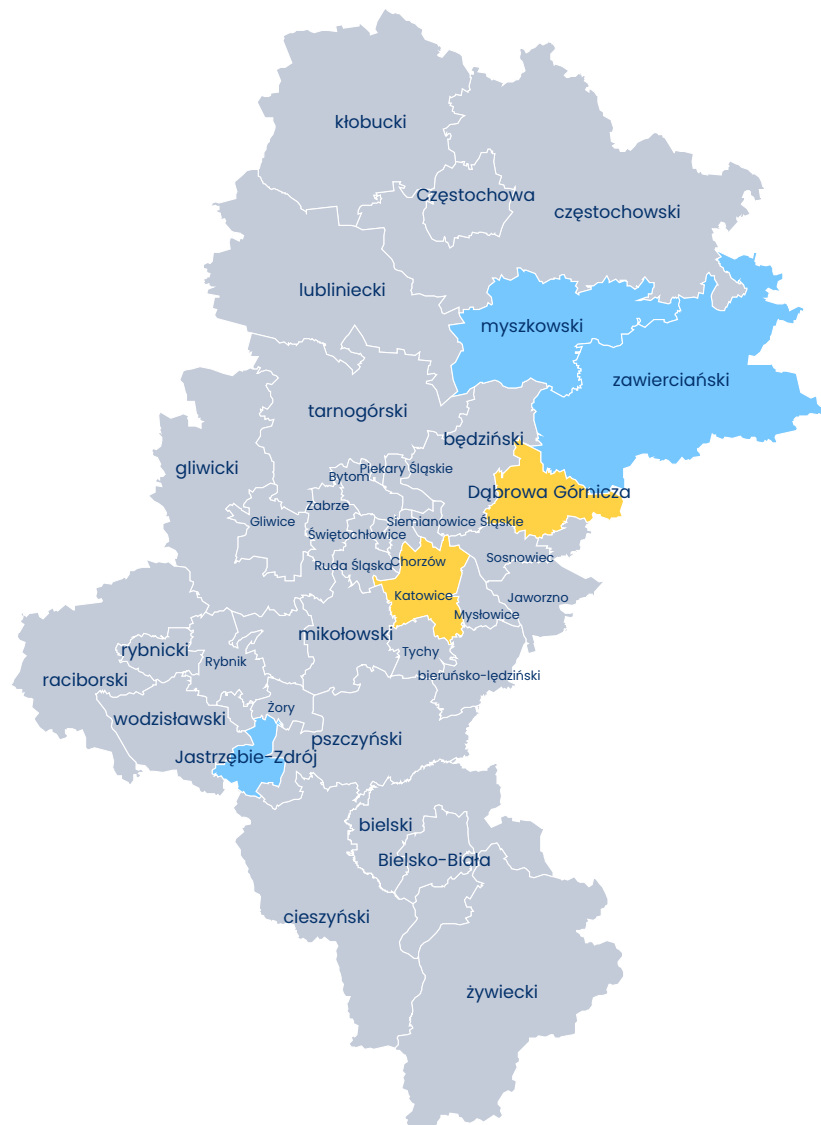 kłobucki
Częstochowa
częstochowski
lubliniecki
myszkowski
zawierciański
tarnogórski
będziński
gliwicki
Piekary Śląskie
Bytom
Dąbrowa Górnicza
Zabrze
Gliwice
Siemianowice Śląskie
Świętochłowice
Sosnowiec
Chorzów
Ruda Śląska
Katowice
Jaworzno
Mysłowice
mikołowski
rybnicki
Tychy
Rybnik
bieruńsko-lędziński
raciborski
Żory
wodzisławski
pszczyński
Jastrzębie-Zdrój
bielski
Bielsko-Biała
cieszyński
żywiecki